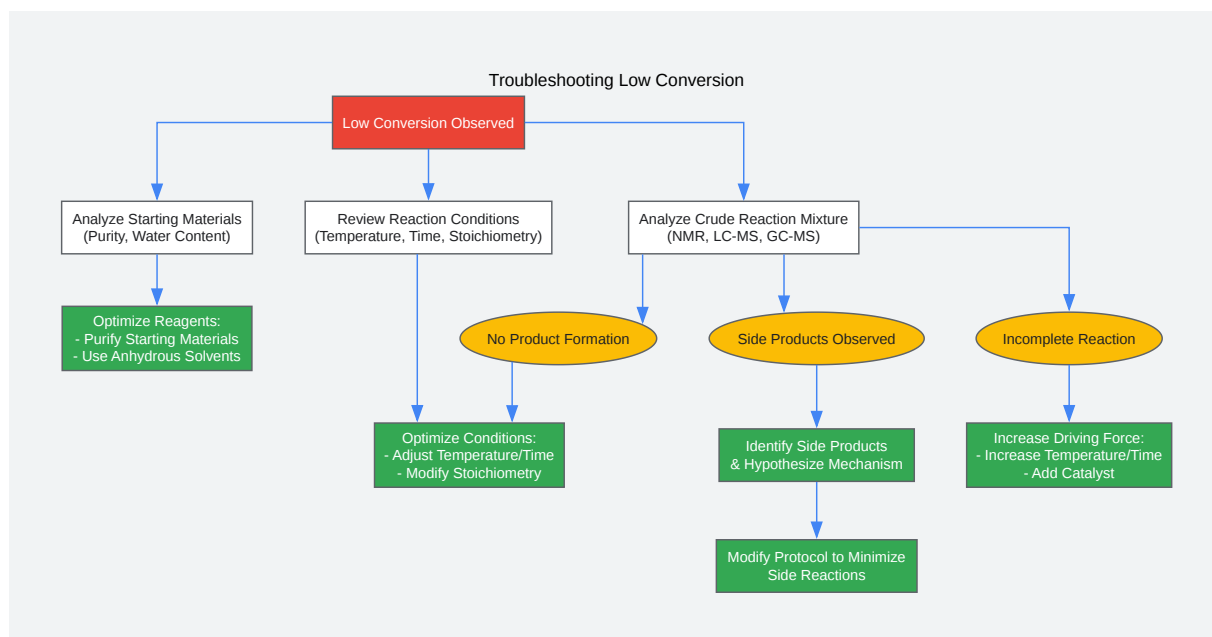 Troubleshooting Low Conversion
Low Conversion Observed
Analyze Starting Materials
(Purity, Water Content)
Review Reaction Conditions
(Temperature, Time, Stoichiometry)
Analyze Crude Reaction Mixture
(NMR, LC-MS, GC-MS)
Optimize Reagents:
- Purify Starting Materials
- Use Anhydrous Solvents
No Product Formation
Side Products Observed
Incomplete Reaction
Optimize Conditions:
- Adjust Temperature/Time
- Modify Stoichiometry
Identify Side Products
& Hypothesize Mechanism
Increase Driving Force:
- Increase Temperature/Time
- Add Catalyst
Modify Protocol to Minimize
Side Reactions